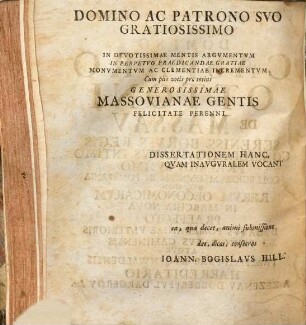 DOMINO AC PATRONO SVO
GRATIOSISSIMO
IN DEVOTISSIMAE MENTIS ARGVMENTVM
IN PERPETVO PRAEDICANDAE GRATIAE
MONVMENTVM AC CLEMENTIAE INCREMENTVM,
Cum piis votis pro totius
GENEROSISSIMAE
MASSOVIANAE GENTIS
FELICITATE PERENNI
DISSERTATIONEM HANC,
QVAM INAVGVRALEM VOCANT
ea, qua decet, animi submissione
dat, dicat, consecrat
IOANN. BOGISLAVS HILL.